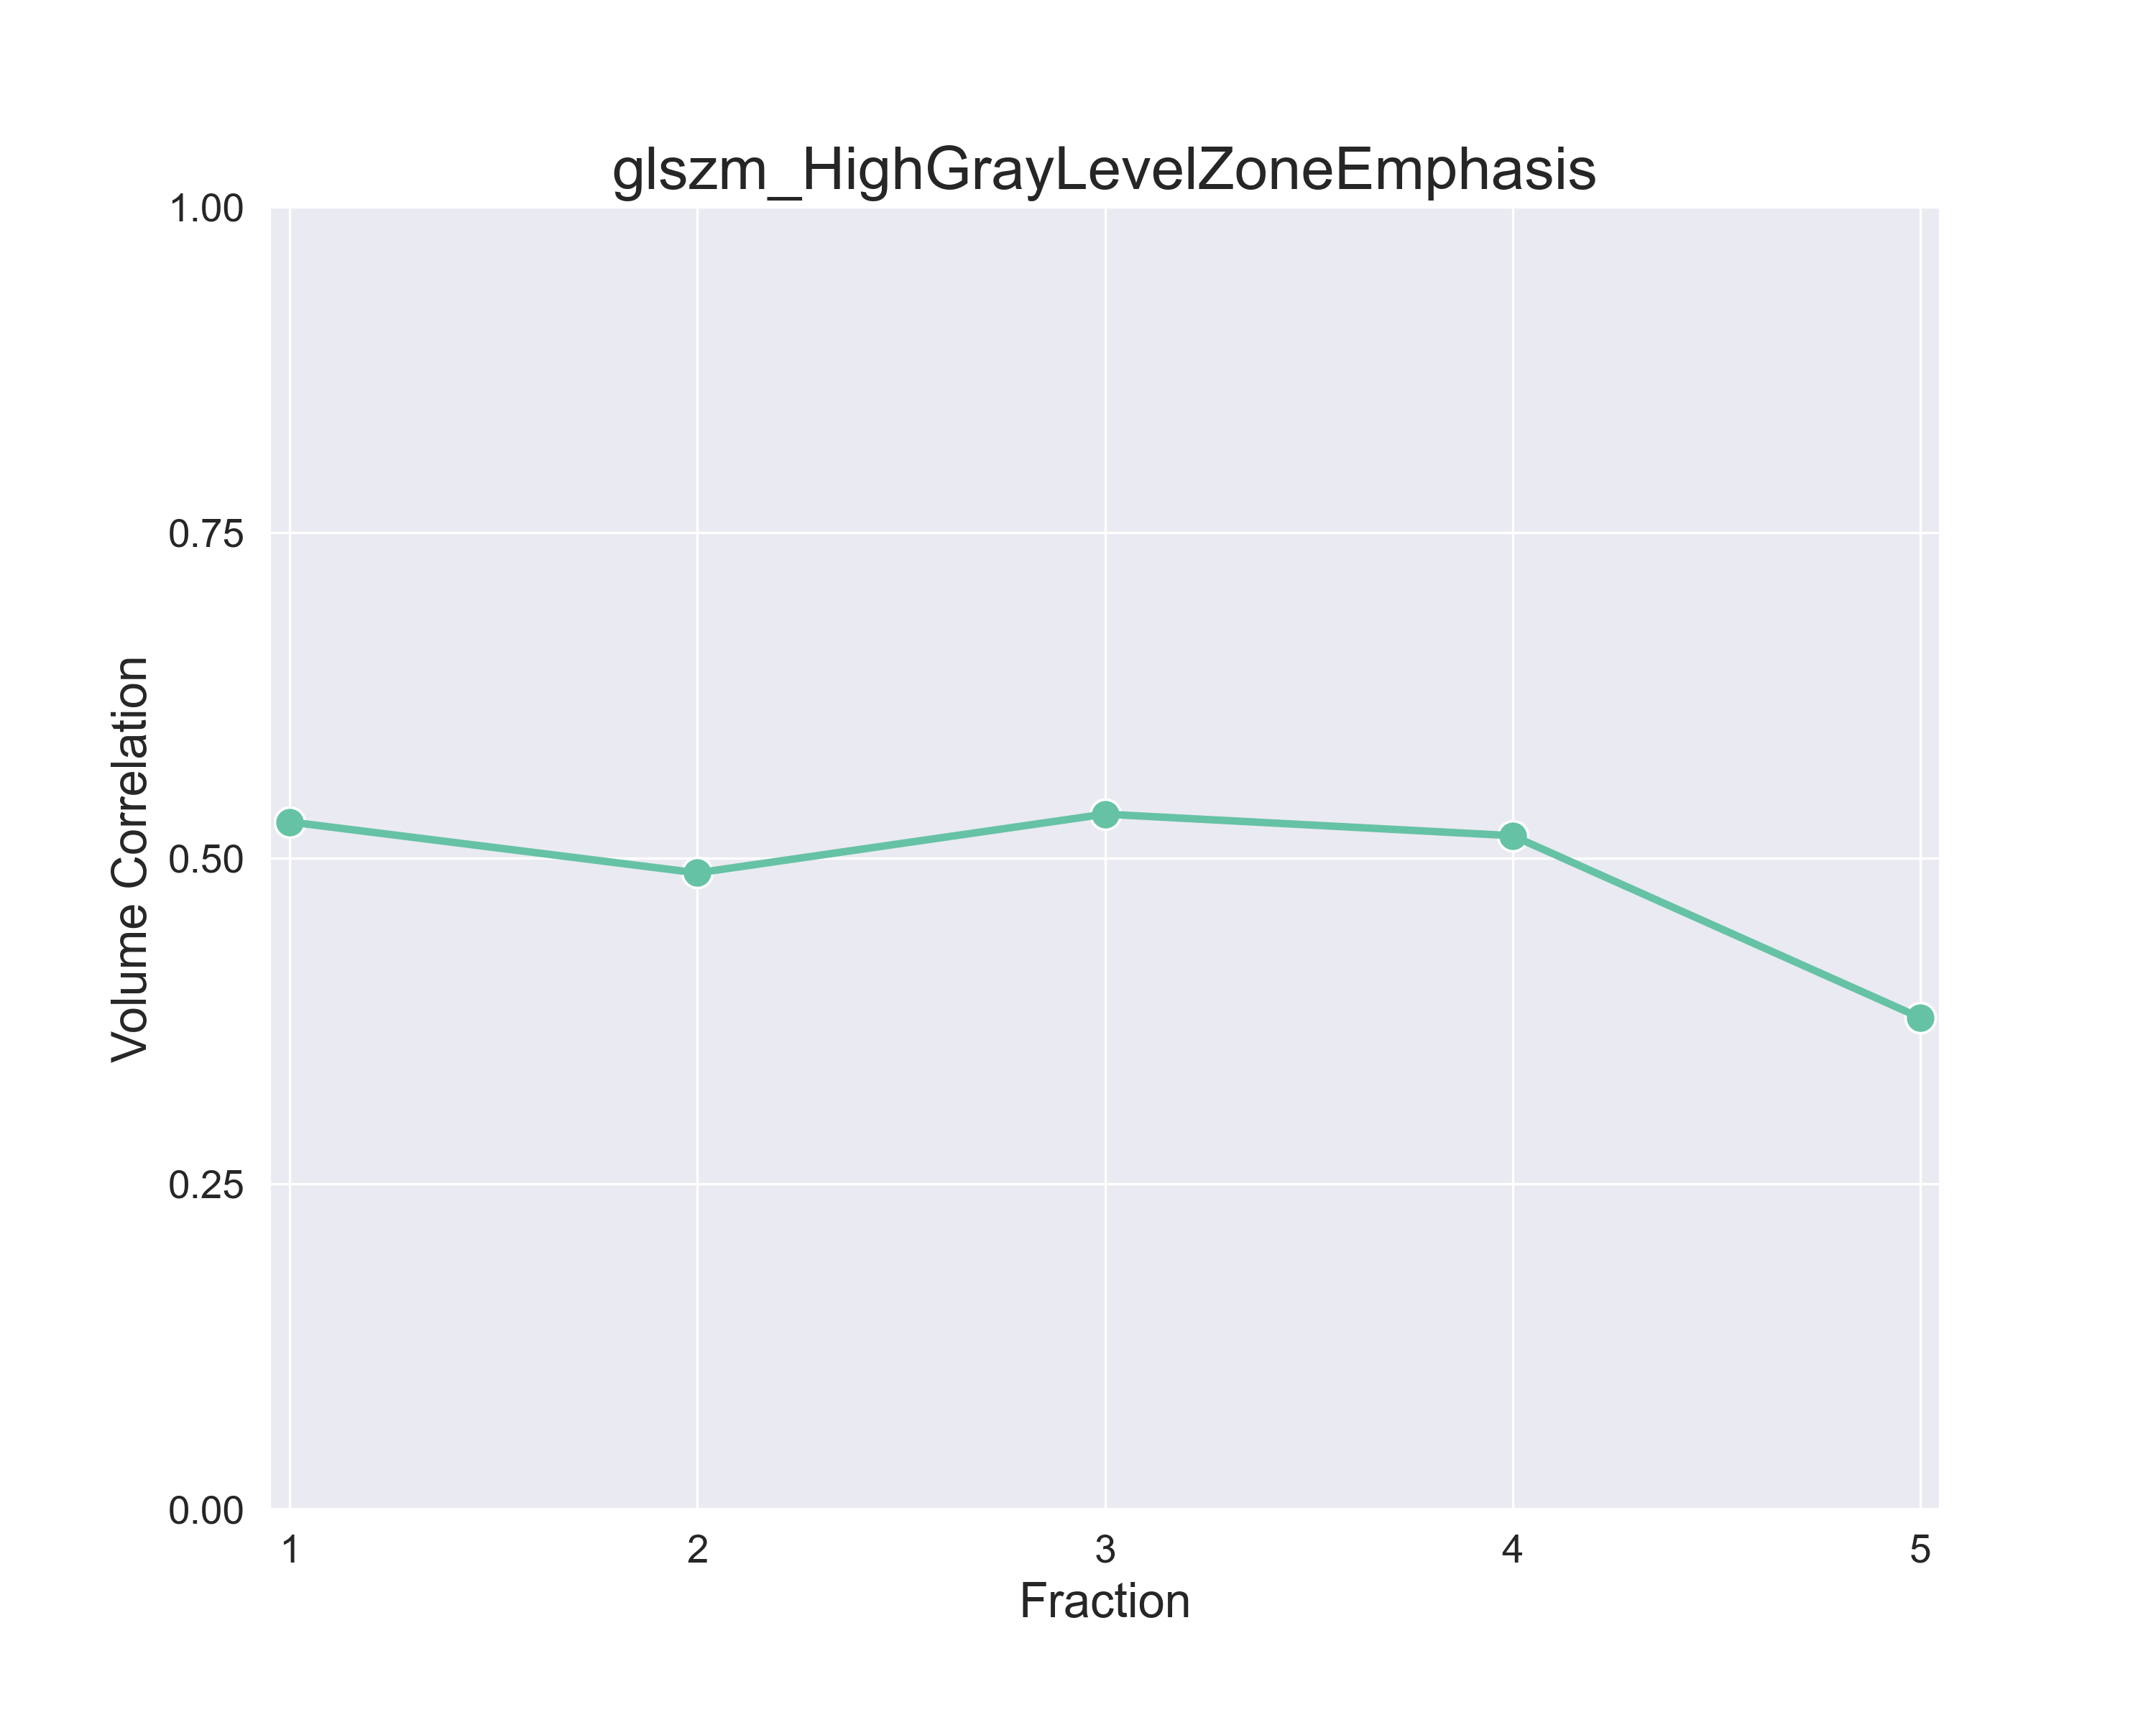 glszm_HighGrayLevelZoneEmphasis
1.00
0.75
0.50
0.25
0.00
Volume Correlation
1 2 3 4 5
Fraction